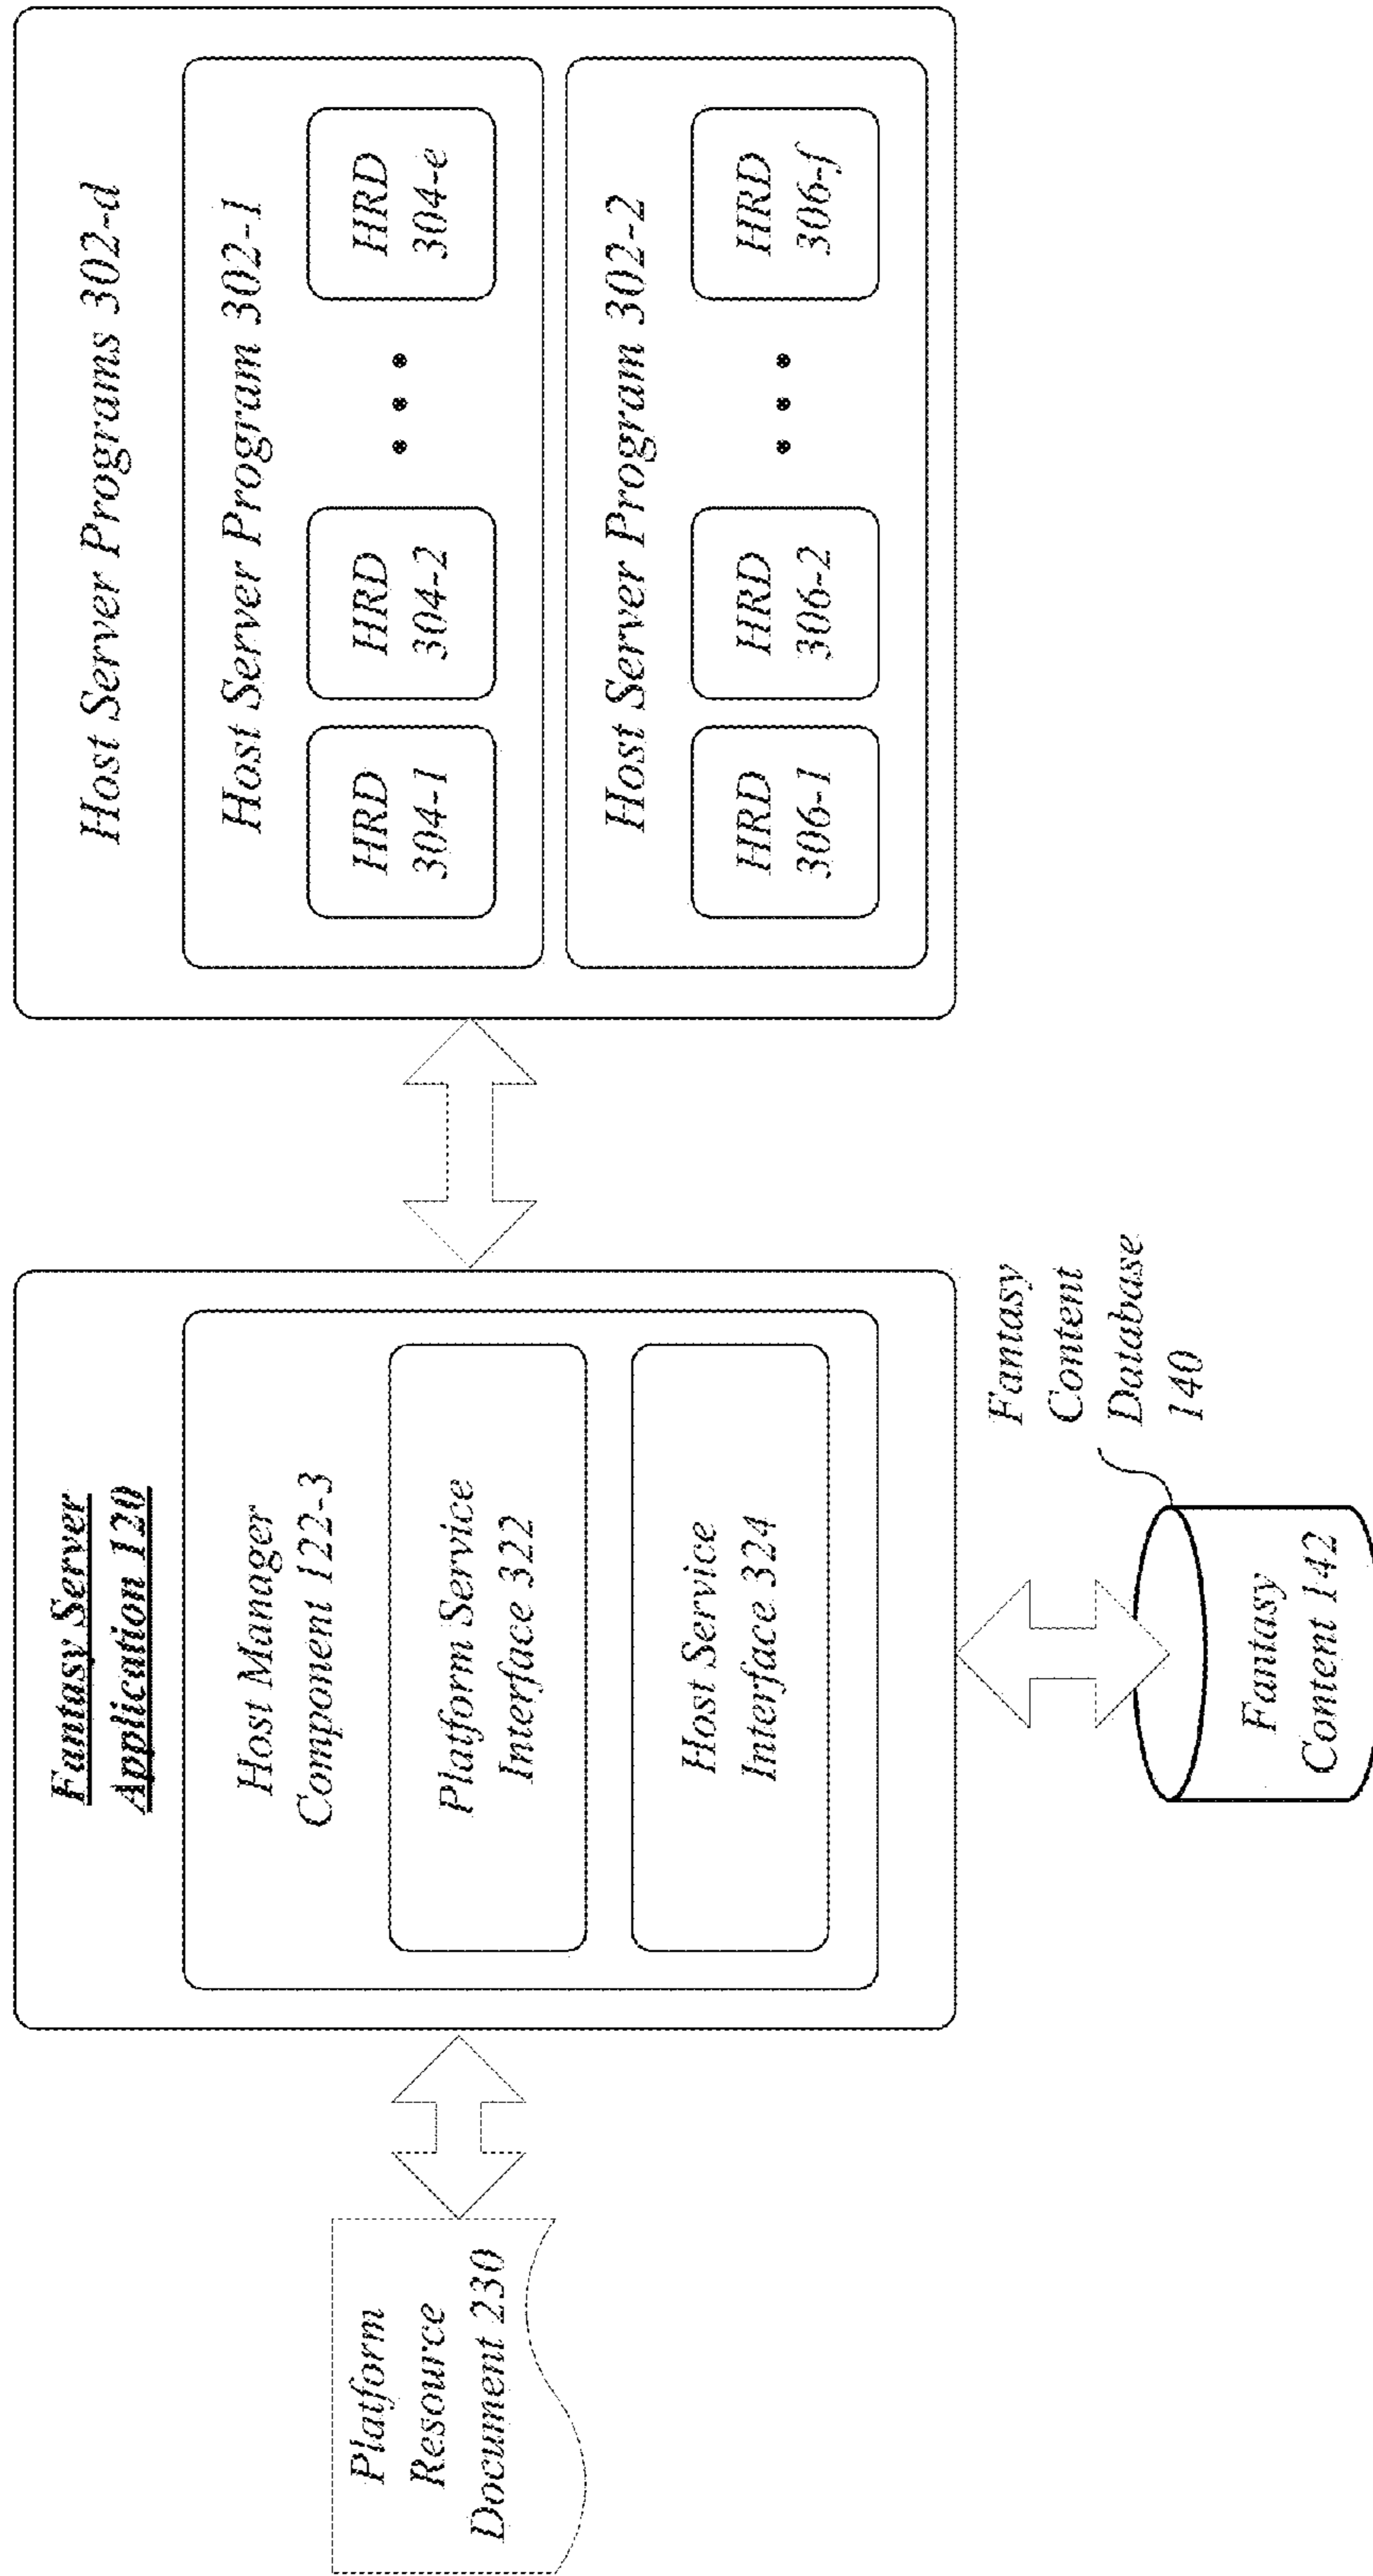 Platform
Resource
Document 230
Fantasy Server
Application 120
Host Manager
Component 122-3
Platform Service
Interface 322
Host Service
Interface 324
Fantasy
Content
Database
140
Fantasy
Content 142
Host Server Programs 302-d
Host Server Program 302-1
HRD
304-1
HRD
304-2
• • •
HRD
304-e
Host Server Program 302-2
HRD
306-1
HRD
306-2
• • •
HRD
306-f